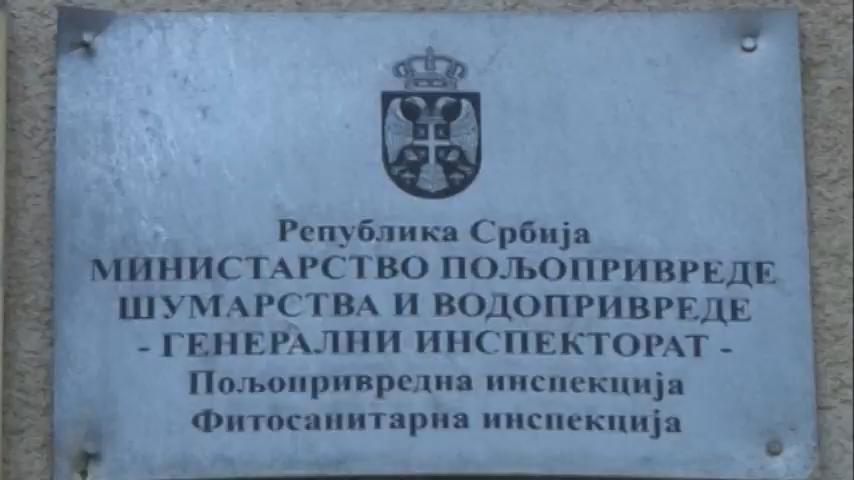 Република Србија
МИНИСТАРСТВО ПОЉОПРИВРЕДЕ
ШУМАРСТВА И ВОДОПРИВРЕДЕ
- ГЕНЕРАЛНИ ИНСПЕКТОРАТ -
Пољопривредна инспекција
Фитосанитарна инспекција